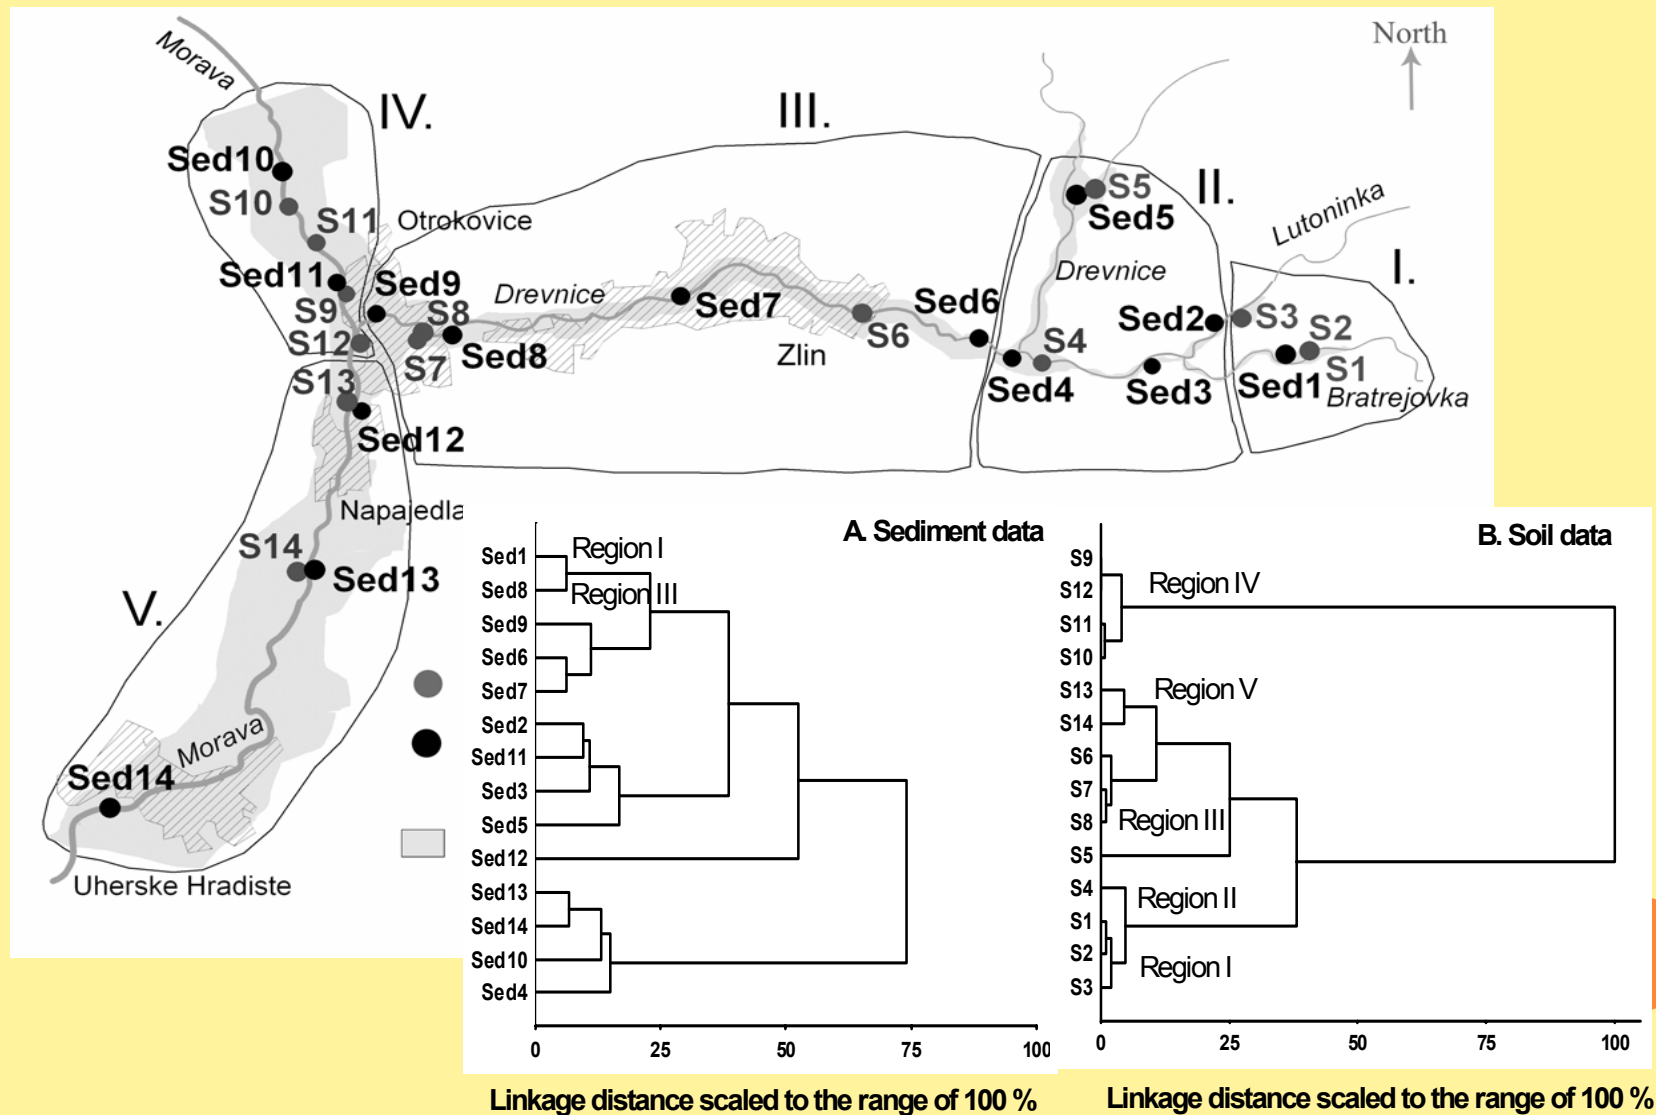 North
Morava
IV.
III.
Sed10
S10
S11
Otrokovice
S5
II.
Sed5
Lutoninka
I.
Sed11
Sed9
Drevnice
Drevnice
S9
S8
Sed7
Sed6
Sed2
S3
S2
S12
S7
Sed8
S6
Zlin
S4
Sed4
Sed3
Sed1
S1
Bratrejovka
S13
Sed12
Napajedla
S14
Sed13
V.
Morava
Sed14
Uherske Hradiste
A. Sediment data
Sed1
Region I
Sed8
Region III
Sed9
Sed6
Sed7
Sed2
Sed11
Sed3
Sed5
Sed12
Sed13
Sed14
Sed10
Sed4
0 25 50 75 100
Linkage distance scaled to the range of 100 %
B. Soil data
S9
Region IV
S12
S11
S10
S13
Region V
S14
S6
S7
S8
Region III
S5
S4
Region II
S1
S2
Region I
S3
0 25 50 75 100
Linkage distance scaled to the range of 100 %